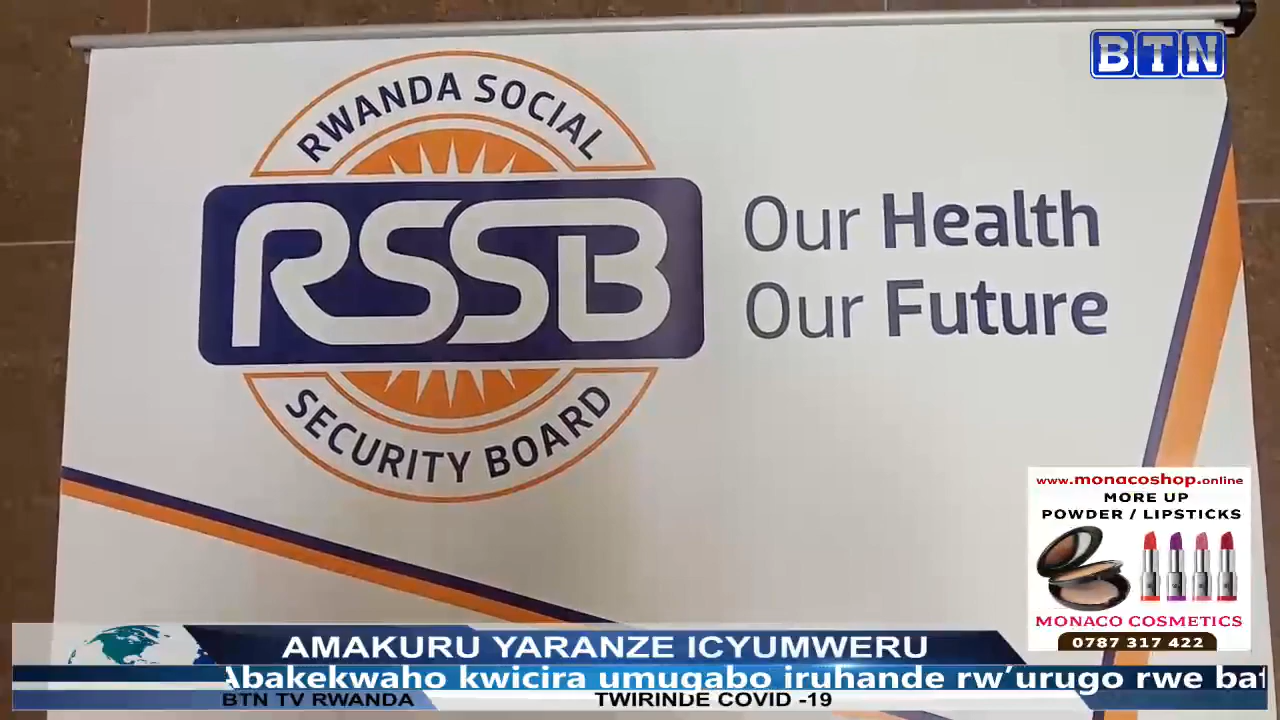 BTN
RWANDA SOCIAL
RSSB
SECURITY BOARD
Our Health
Our Future
www.monacoshop.online
MORE UP
POWDER / LIPSTICKS
MONACO COSMETICS
0787 317 422
AMAKURU YARANZE ICYUMWERU
Abakekwaho kwicira umugabo iruhande rw'urugo rwe
BTN TV RWANDA
TWIRINDE COVID -19